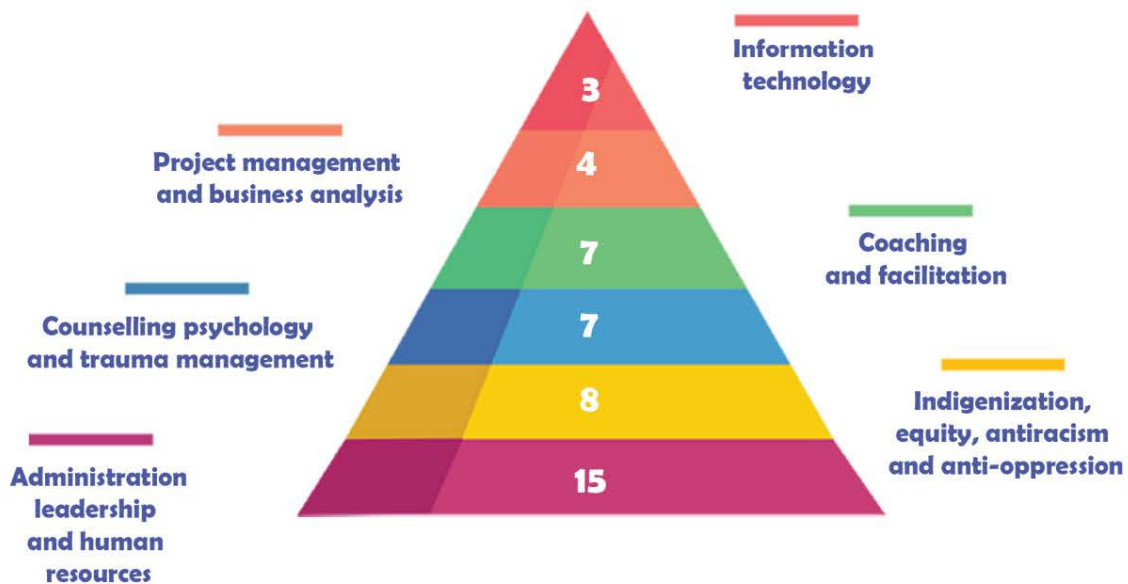 Information
technology
3
Project management
and business analysis
4
7
Coaching
and facilitation
Counselling psychology
and trauma management
7
8
Indigenization,
equity, antiracism
and anti-oppression
Administration
leadership
and human
resources
15